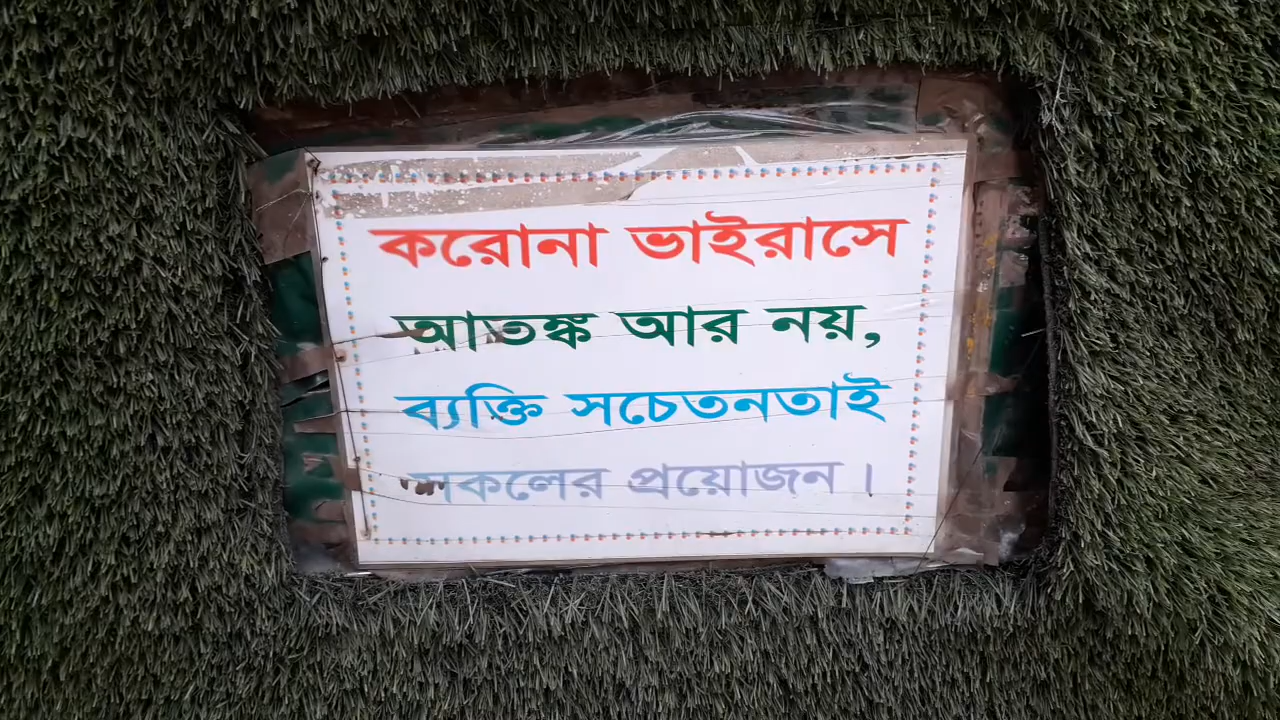 করোনা ভাইরাসে
আতঙ্ক আর নয়,
ব্যক্তি সচেতনতাই
সকলের প্রয়োজন।